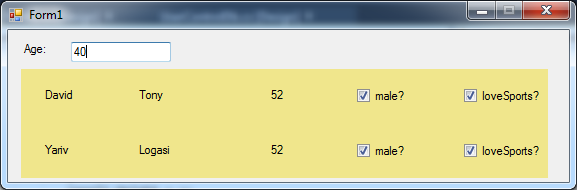 Form1
Age: 40
David Tony 52 male? loveSports?
Yariv Logasi 52 male? loveSports?